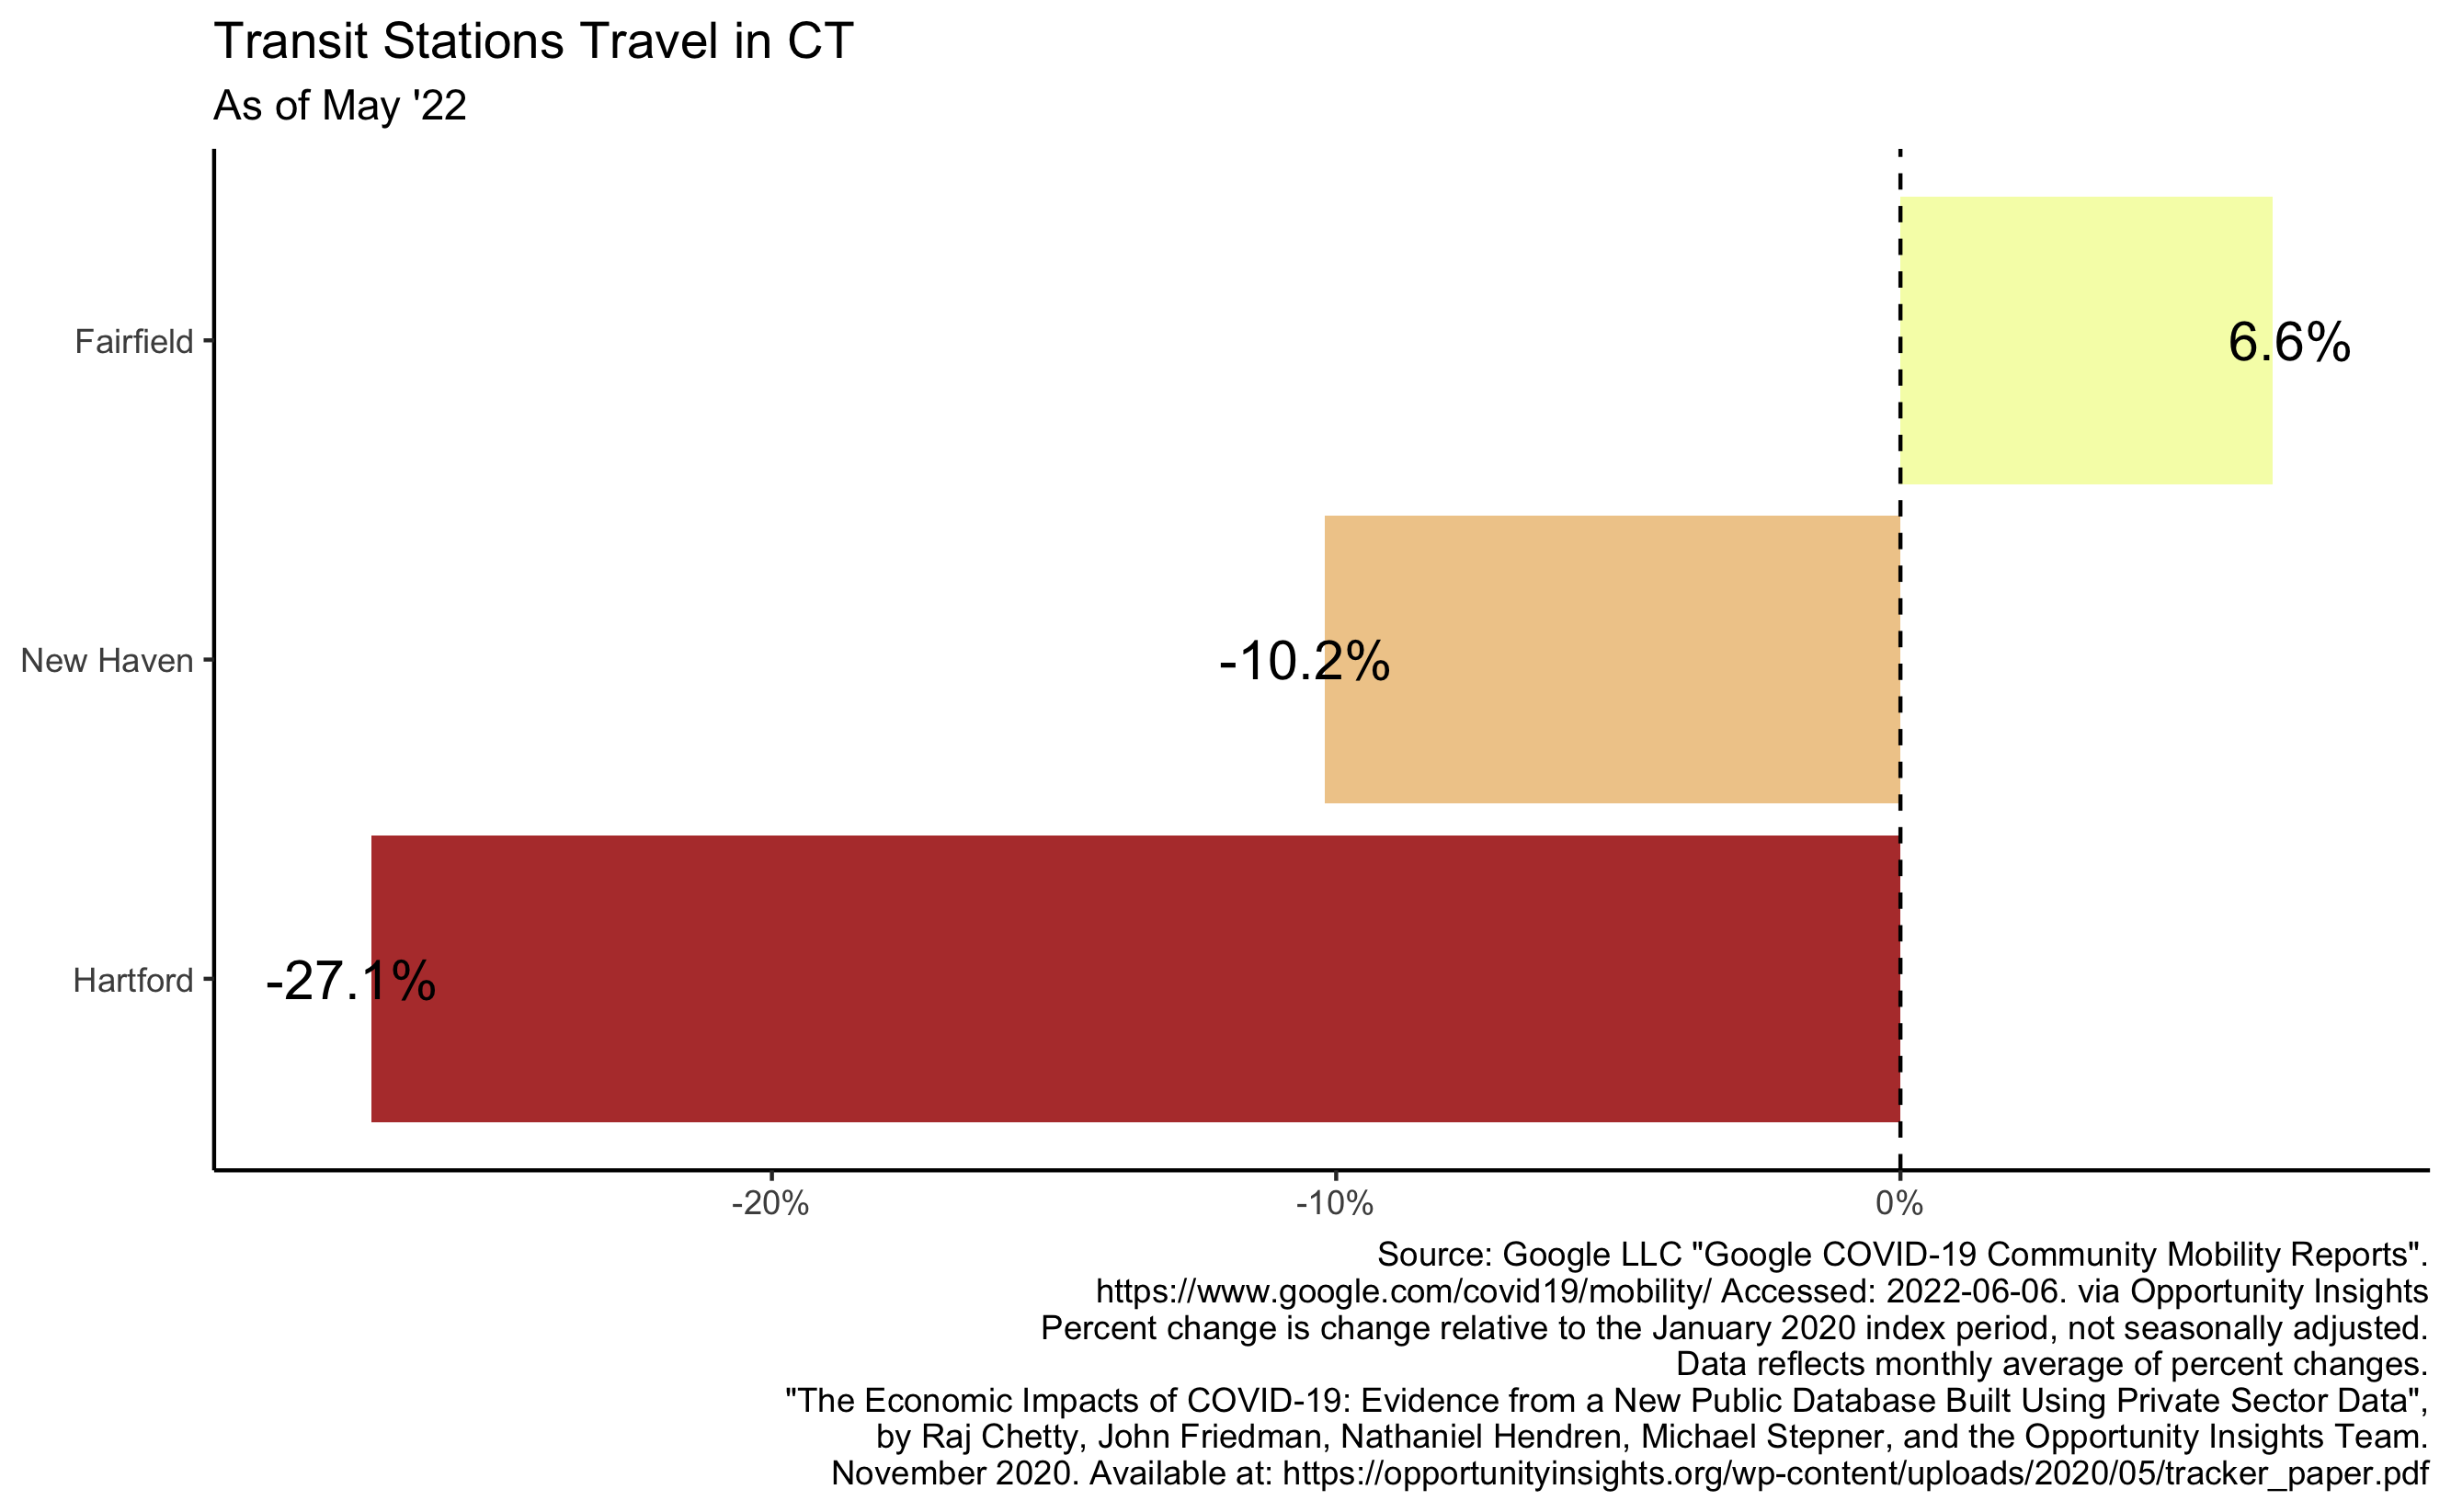 Transit Stations Travel in CT
As of May '22
Fairfield
6.6%
New Haven
-10.2%
Hartford
-27.1%
-20%
-10%
0%
Source: Google LLC "Google COVID-19 Community Mobility Reports".
https://www.google.com/covid19/mobility/ Accessed: 2022-06-06. via Opportunity Insights
Percent change is change relative to the January 2020 index period, not seasonally adjusted.
Data reflects monthly average of percent changes.
"The Economic Impacts of COVID-19: Evidence from a New Public Database Built Using Private Sector Data",
by Raj Chetty, John Friedman, Nathaniel Hendren, Michael Stepner, and the Opportunity Insights Team.
November 2020. Available at: https://opportunityinsights.org/wp-content/uploads/2020/05/tracker_paper.pdf